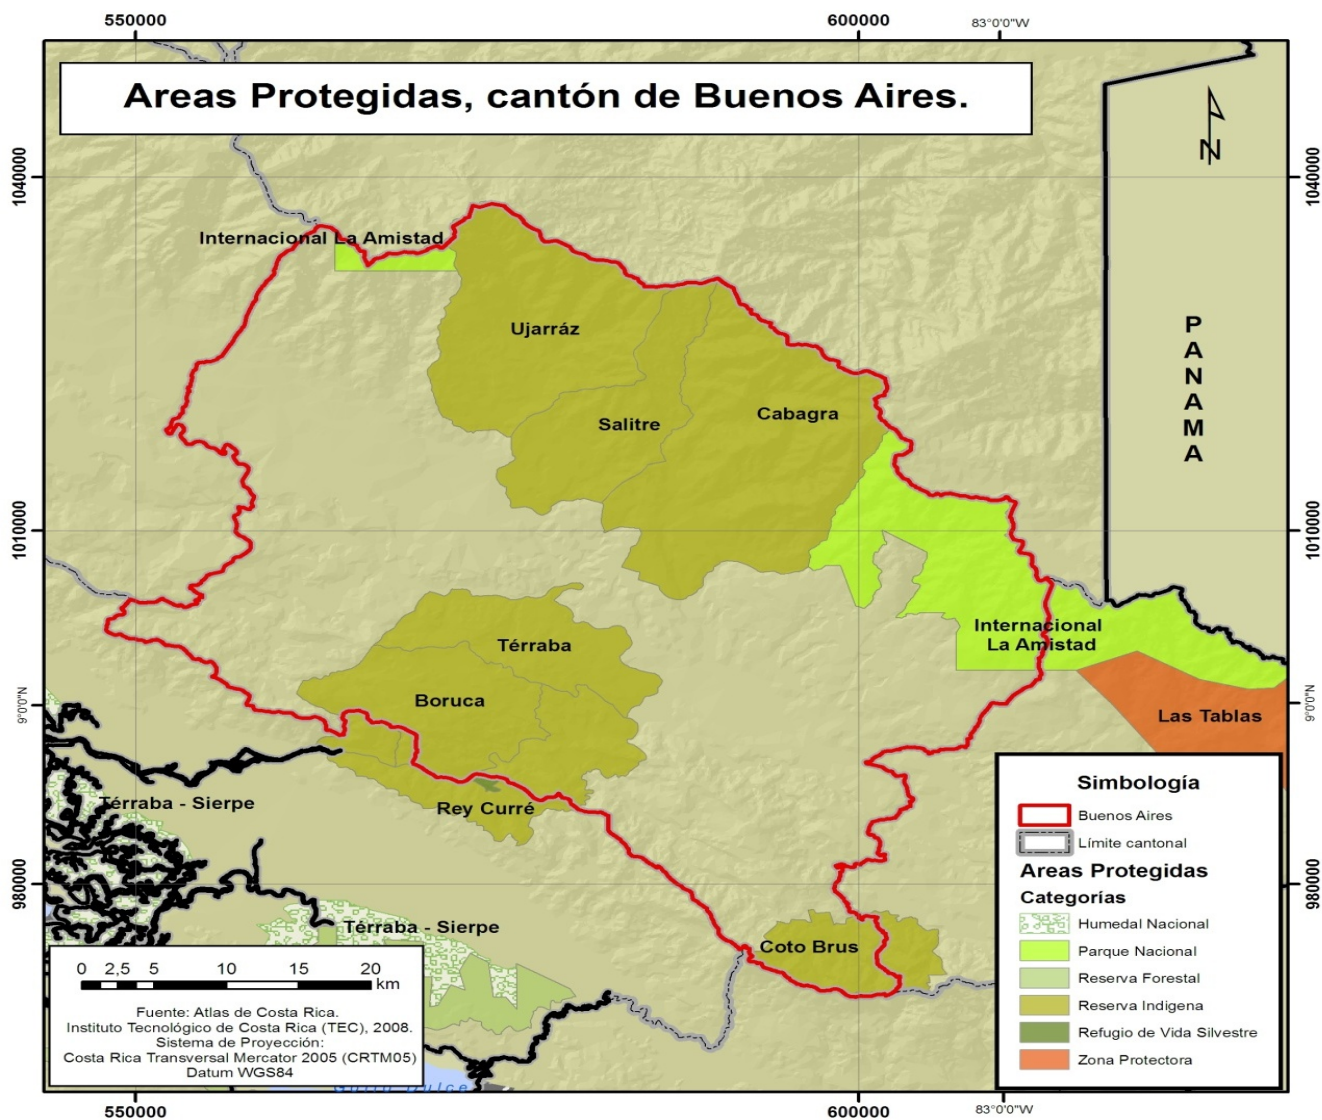 550000
600000
83°0'0"W
Areas Protegidas, cantón de Buenos Aires.
N
1040000
1040000
Internacional La Amistad
Ujarráz
PANAMA
Salitre
Cabagra
1010000
1010000
Internacional
La Amistad
Térraba
Boruca
9°0'0"N
9°0'0"N
Las Tablas
Térraba - Sierpe
Rey Curré
980000
980000
Térraba - Sierpe
Coto Brus
Simbología
Buenos Aires
Límite cantonal
Areas Protegidas
Categorías
Humedal Nacional
Parque Nacional
Reserva Forestal
Reserva Indigena
Refugio de Vida Silvestre
Zona Protectora
0 2,5 5 10 15 20
km
Fuente: Atlas de Costa Rica.
Instituto Tecnológico de Costa Rica (TEC), 2008.
Sistema de Proyección:
Costa Rica Transversal Mercator 2005 (CRTM05)
Datum WGS84
550000
600000
83°0'0"W